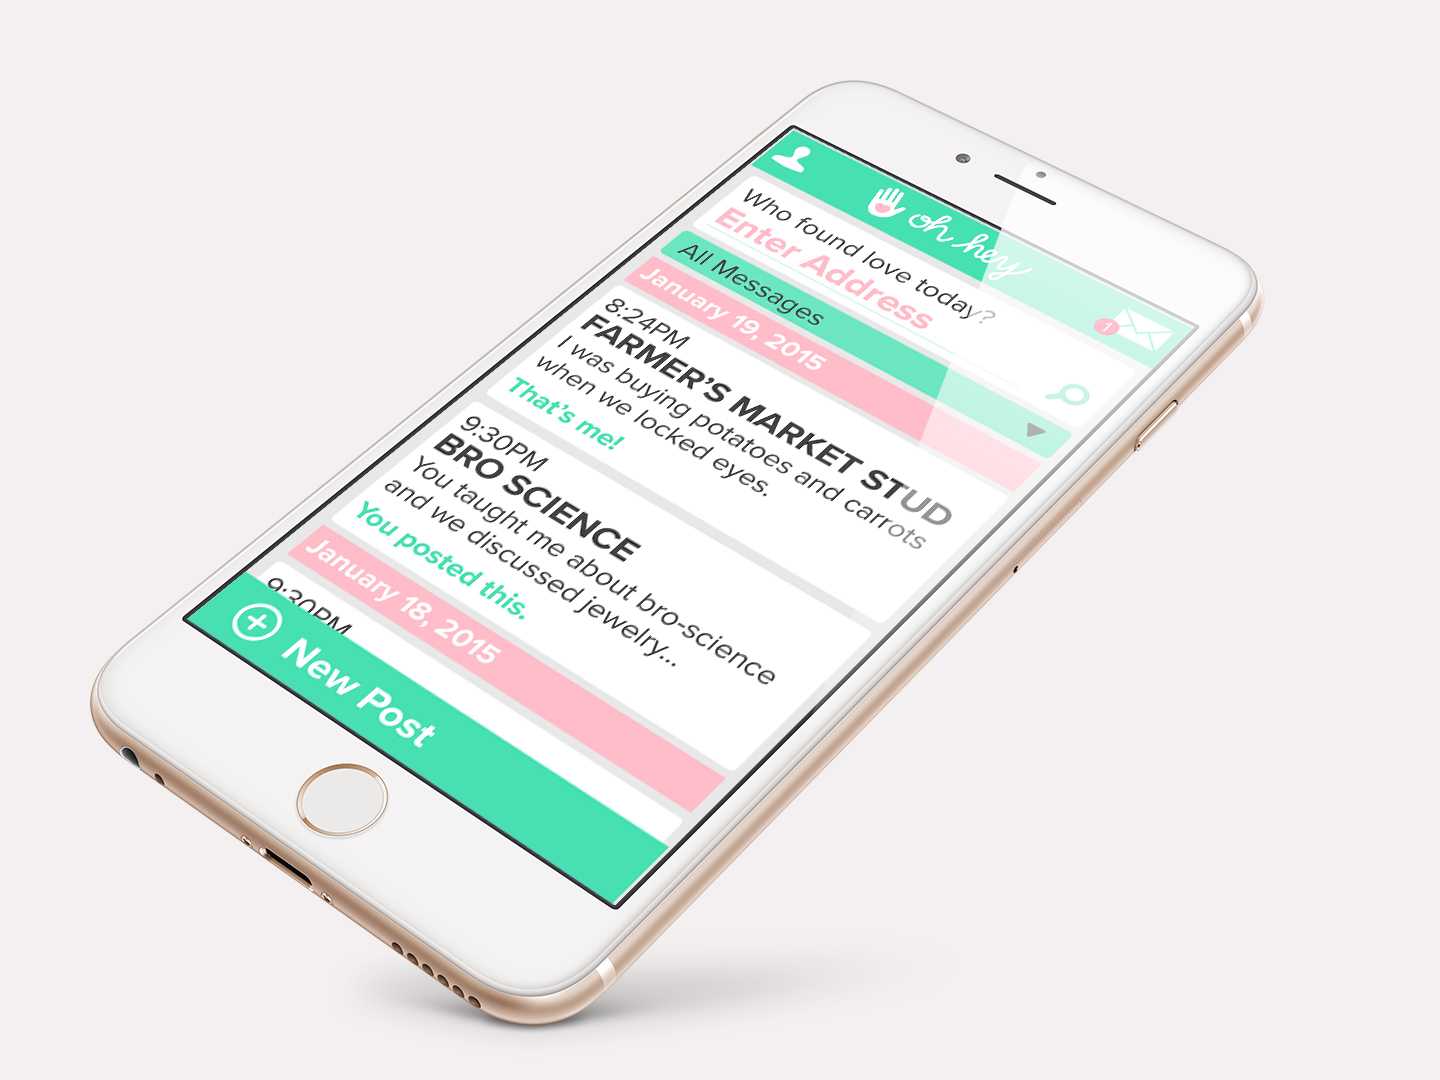 oh hey
1
Who found love today?
Enter Address
All Messages
January 19, 2015
8:24PM
FARMER'S MARKET STUD
I was buying potatoes and carrots
when we locked eyes.
That's me!
9:30PM
BRO SCIENCE
You taught me about bro-science
and we discussed jewelry...
You posted this.
January 18, 2015
9:30PM
New Post